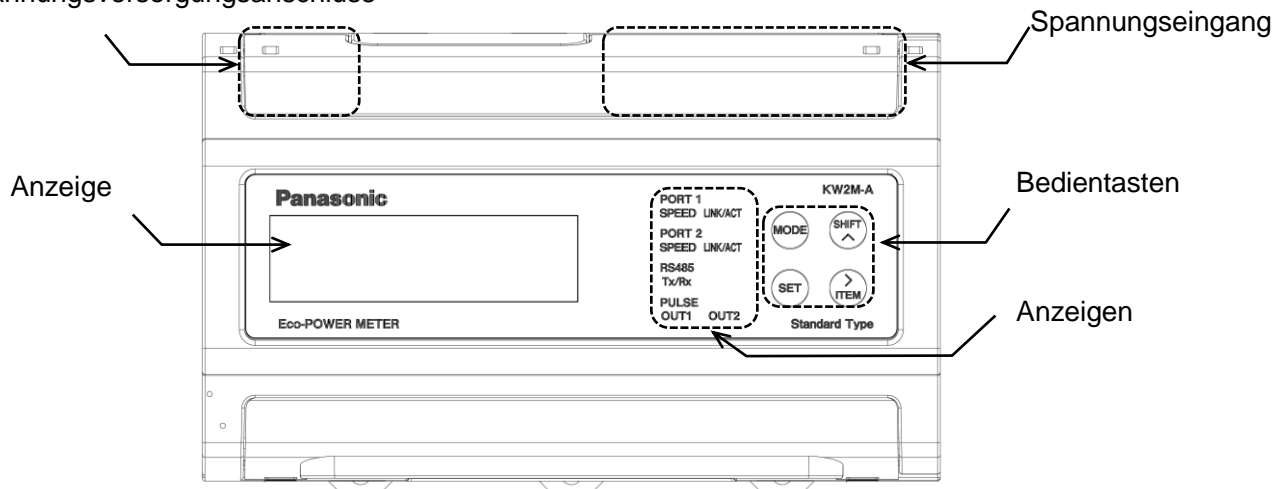 Spannungseingang
Anzeige
Bedientasten
Panasonic
KW2M-A
PORT 1
SPEED LINK/ACT
PORT 2
SPEED LINK/ACT
RS485
Tx/Rx
PULSE
OUT1 OUT2
MODE
SHIFT
SET
ITEM
Eco-POWER METER
Standard Type
Anzeigen